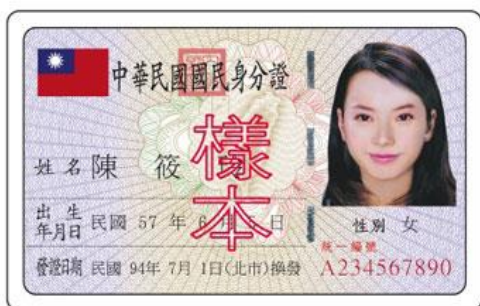 中華民國國民身分證
樣本
姓名 陳 筱
出生年月日 民國 57 年 6 月 日
性別 女
發證日期 民國 94年 7月 1日(北市)換發
統一編號
A234567890